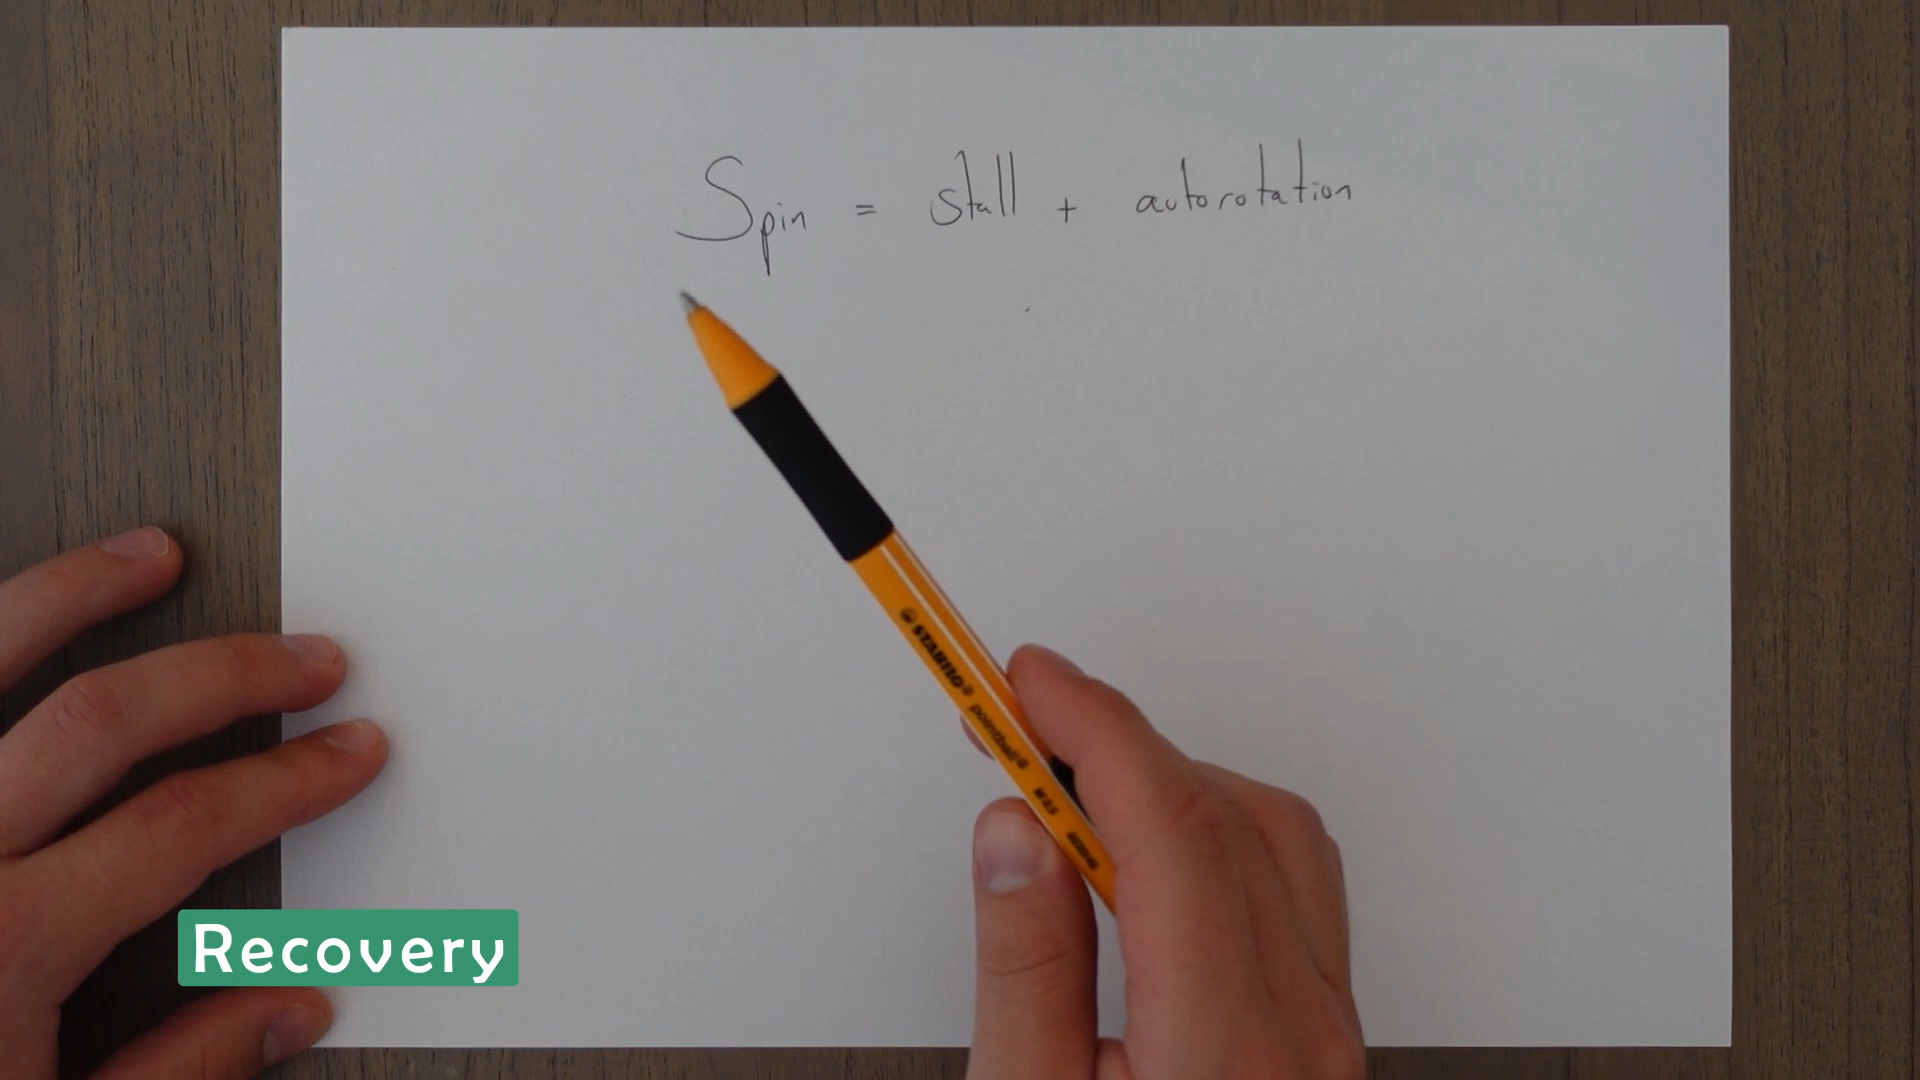 Spin = stall + autorotation
STABILO® pointball®
Recovery